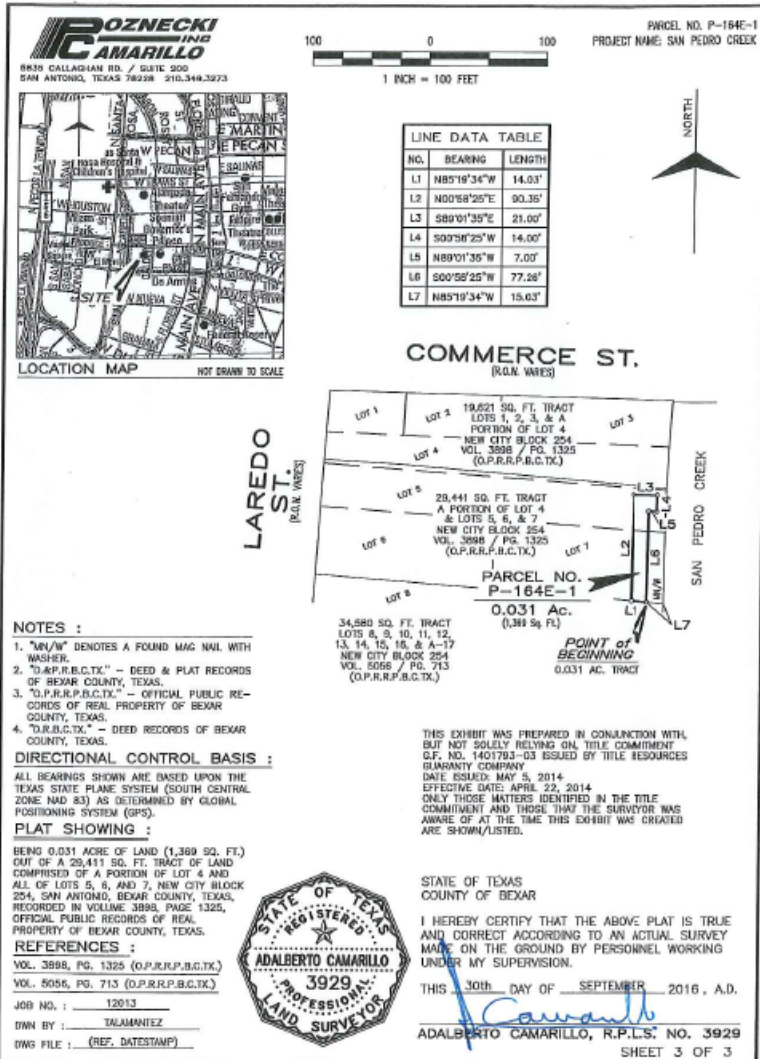 POZNECKI
INC
CAMARILLO
5835 CALLAGHAN RD. / SUITE 200
SAN ANTONIO, TEXAS 78228 210.349.3273
100 0 100
1 INCH = 100 FEET
PARCEL NO. P-164E-1
PROJECT NAME: SAN PEDRO CREEK
NORTH
LINE DATA TABLE
NO. BEARING LENGTH
L1 N85°19'34"W 14.03'
L2 N00°58'25"E 90.35'
L3 S89°01'35"E 21.00'
L4 S00°58'25"W 14.00'
L5 N89°01'35"W 7.00'
L6 S00°58'25"W 77.26'
L7 N85°19'34"W 15.03'
E MARTIN
W PECAN ST
E PECAN S
E SALINAS
W SALINAS
W TRAVIS ST
W HOUSTON
Children's Hospital
Spanish
Governor's
MAIN AVE
N NUEVA
Federal Reserve
SITE
LOCATION MAP NOT DRAWN TO SCALE
COMMERCE ST.
(R.O.W. VARIES)
LAREDO
ST.
(R.O.W. VARIES)
LOT 1
LOT 2
LOT 3
LOT 4
19,621 SQ. FT. TRACT
LOTS 1, 2, 3, & A
PORTION OF LOT 4
NEW CITY BLOCK 254
VOL. 3898 / PG. 1325
(O.P.R.R.P.B.C.TX.)
LOT 5
LOT 6
LOT 7
LOT 8
29,441 SQ. FT. TRACT
A PORTION OF LOT 4
& LOTS 5, 6, & 7
NEW CITY BLOCK 254
VOL. 3898 / PG. 1325
(O.P.R.R.P.B.C.TX.)
L3
L4
L5
L2
L6
MN/W
L1
L7
SAN PEDRO CREEK
PARCEL NO.
P-164E-1
0.031 Ac.
(1,369 Sq. Ft.)
POINT of
BEGINNING
0.031 AC. TRACT
34,580 SQ. FT. TRACT
LOTS 8, 9, 10, 11, 12,
13, 14, 15, 16, & A-17
NEW CITY BLOCK 254
VOL. 5056 / PG. 713
(O.P.R.R.P.B.C.TX.)
NOTES :
1. "MN/W" DENOTES A FOUND MAG NAIL WITH
WASHER.
2. "D.&P.R.B.C.TX." – DEED & PLAT RECORDS
OF BEXAR COUNTY, TEXAS.
3. "O.P.R.R.P.B.C.TX." – OFFICIAL PUBLIC RE-
CORDS OF REAL PROPERTY OF BEXAR
COUNTY, TEXAS.
4. "D.R.B.C.TX." – DEED RECORDS OF BEXAR
COUNTY, TEXAS.
DIRECTIONAL CONTROL BASIS :
ALL BEARINGS SHOWN ARE BASED UPON THE
TEXAS STATE PLANE SYSTEM (SOUTH CENTRAL
ZONE NAD 83) AS DETERMINED BY GLOBAL
POSITIONING SYSTEM (GPS).
PLAT SHOWING :
BEING 0.031 ACRE OF LAND (1,369 SQ. FT.)
OUT OF A 29,411 SQ. FT. TRACT OF LAND
COMPRISED OF A PORTION OF LOT 4 AND
ALL OF LOTS 5, 6, AND 7, NEW CITY BLOCK
254, SAN ANTONIO, BEXAR COUNTY, TEXAS,
RECORDED IN VOLUME 3898, PAGE 1325,
OFFICIAL PUBLIC RECORDS OF REAL
PROPERTY OF BEXAR COUNTY, TEXAS.
REFERENCES :
VOL. 3898, PG. 1325 (O.P.R.R.P.B.C.TX.)
VOL. 5056, PG. 713 (O.P.R.R.P.B.C.TX.)
JOB NO. : 12013
DWN BY : TALAMANTEZ
DWG FILE : (REF. DATESTAMP)
STATE OF TEXAS
REGISTERED
ADALBERTO CAMARILLO
3929
PROFESSIONAL
LAND SURVEYOR
THIS EXHIBIT WAS PREPARED IN CONJUNCTION WITH,
BUT NOT SOLELY RELYING ON, TITLE COMMITMENT
G.F. NO. 1401793-03 ISSUED BY TITLE RESOURCES
GUARANTY COMPANY
DATE ISSUED: MAY 5, 2014
EFFECTIVE DATE: APRIL 22, 2014
ONLY THOSE MATTERS IDENTIFIED IN THE TITLE
COMMITMENT AND THOSE THAT THE SURVEYOR WAS
AWARE OF AT THE TIME THIS EXHIBIT WAS CREATED
ARE SHOWN/LISTED.
STATE OF TEXAS
COUNTY OF BEXAR
I HEREBY CERTIFY THAT THE ABOVE PLAT IS TRUE
AND CORRECT ACCORDING TO AN ACTUAL SURVEY
MADE ON THE GROUND BY PERSONNEL WORKING
UNDER MY SUPERVISION.
THIS 30th DAY OF SEPTEMBER 2016, A.D.
ADALBERTO CAMARILLO, R.P.L.S. NO. 3929
SHEET 3 OF 3